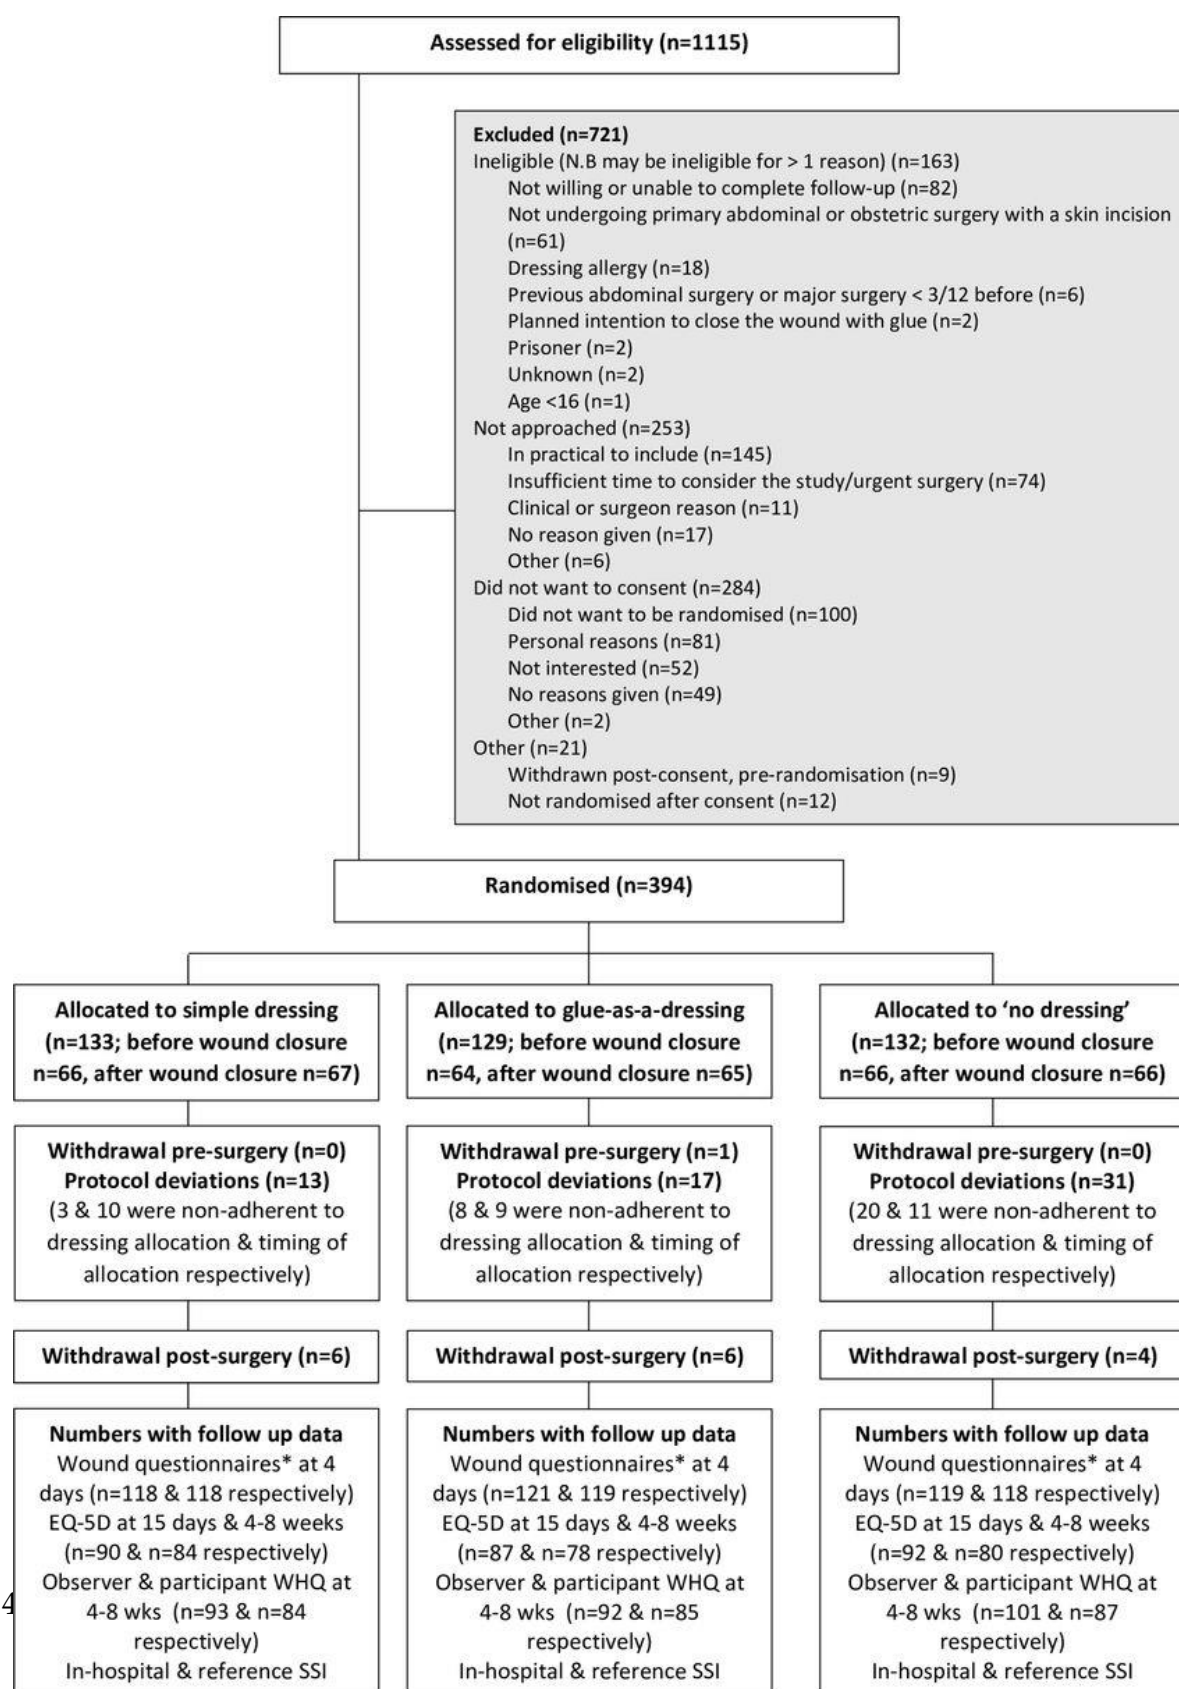 Assessed for eligibility (n=1115)
Excluded (n=721)
Ineligible (N.B may be ineligible for > 1 reason) (n=163)
Not willing or unable to complete follow-up (n=82)
Not undergoing primary abdominal or obstetric surgery with a skin incision
(n=61)
Dressing allergy (n=18)
Previous abdominal surgery or major surgery < 3/12 before (n=6)
Planned intention to close the wound with glue (n=2)
Prisoner (n=2)
Unknown (n=2)
Age <16 (n=1)
Not approached (n=253)
In practical to include (n=145)
Insufficient time to consider the study/urgent surgery (n=74)
Clinical or surgeon reason (n=11)
No reason given (n=17)
Other (n=6)
Did not want to consent (n=284)
Did not want to be randomised (n=100)
Personal reasons (n=81)
Not interested (n=52)
No reasons given (n=49)
Other (n=2)
Other (n=21)
Withdrawn post-consent, pre-randomisation (n=9)
Not randomised after consent (n=12)
Randomised (n=394)
Allocated to simple dressing
(n=133; before wound closure
n=66, after wound closure n=67)
Withdrawal pre-surgery (n=0)
Protocol deviations (n=13)
(3 & 10 were non-adherent to
dressing allocation & timing of
allocation respectively)
Withdrawal post-surgery (n=6)
Numbers with follow up data
Wound questionnaires* at 4
days (n=118 & 118 respectively)
EQ-5D at 15 days & 4-8 weeks
(n=90 & n=84 respectively)
Observer & participant WHQ at
4-8 wks (n=93 & n=84
respectively)
In-hospital & reference SSI
Allocated to glue-as-a-dressing
(n=129; before wound closure
n=64, after wound closure n=65)
Withdrawal pre-surgery (n=1)
Protocol deviations (n=17)
(8 & 9 were non-adherent to
dressing allocation & timing of
allocation respectively)
Withdrawal post-surgery (n=6)
Numbers with follow up data
Wound questionnaires* at 4
days (n=121 & 119 respectively)
EQ-5D at 15 days & 4-8 weeks
(n=87 & n=78 respectively)
Observer & participant WHQ at
4-8 wks (n=92 & n=85
respectively)
In-hospital & reference SSI
Allocated to ‘no dressing’
(n=132; before wound closure
n=66, after wound closure n=66)
Withdrawal pre-surgery (n=0)
Protocol deviations (n=31)
(20 & 11 were non-adherent to
dressing allocation & timing of
allocation respectively)
Withdrawal post-surgery (n=4)
Numbers with follow up data
Wound questionnaires* at 4
days (n=119 & 118 respectively)
EQ-5D at 15 days & 4-8 weeks
(n=92 & n=80 respectively)
Observer & participant WHQ at
4-8 wks (n=101 & n=87
respectively)
In-hospital & reference SSI
4